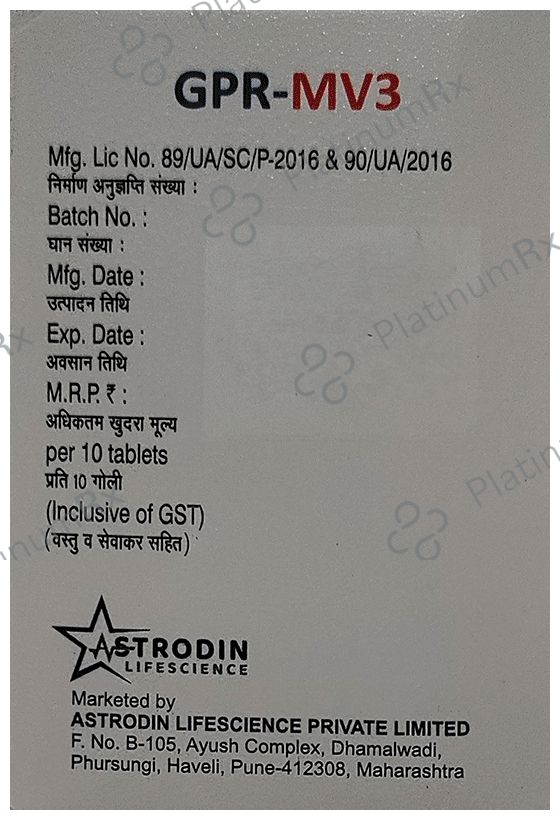 GPR-MV3
Mfg. Lic No. 89/UA/SC/P-2016 & 90/UA/2016
निर्माण अनुज्ञप्ति संख्या :
Batch No. :
घान संख्या :
Mfg. Date :
उत्पादन तिथि
Exp. Date :
अवसान तिथि
M.R.P. ₹ :
अधिकतम खुदरा मूल्य
per 10 tablets
प्रति 10 गोली
(Inclusive of GST)
(वस्तु व सेवाकर सहित)
ASTRODIN
LIFESCIENCE
Marketed by
ASTRODIN LIFESCIENCE PRIVATE LIMITED
F. No. B-105, Ayush Complex, Dhamalwadi,
Phursungi, Haveli, Pune-412308, Maharashtra
PlatinumRx
PlatinumRx